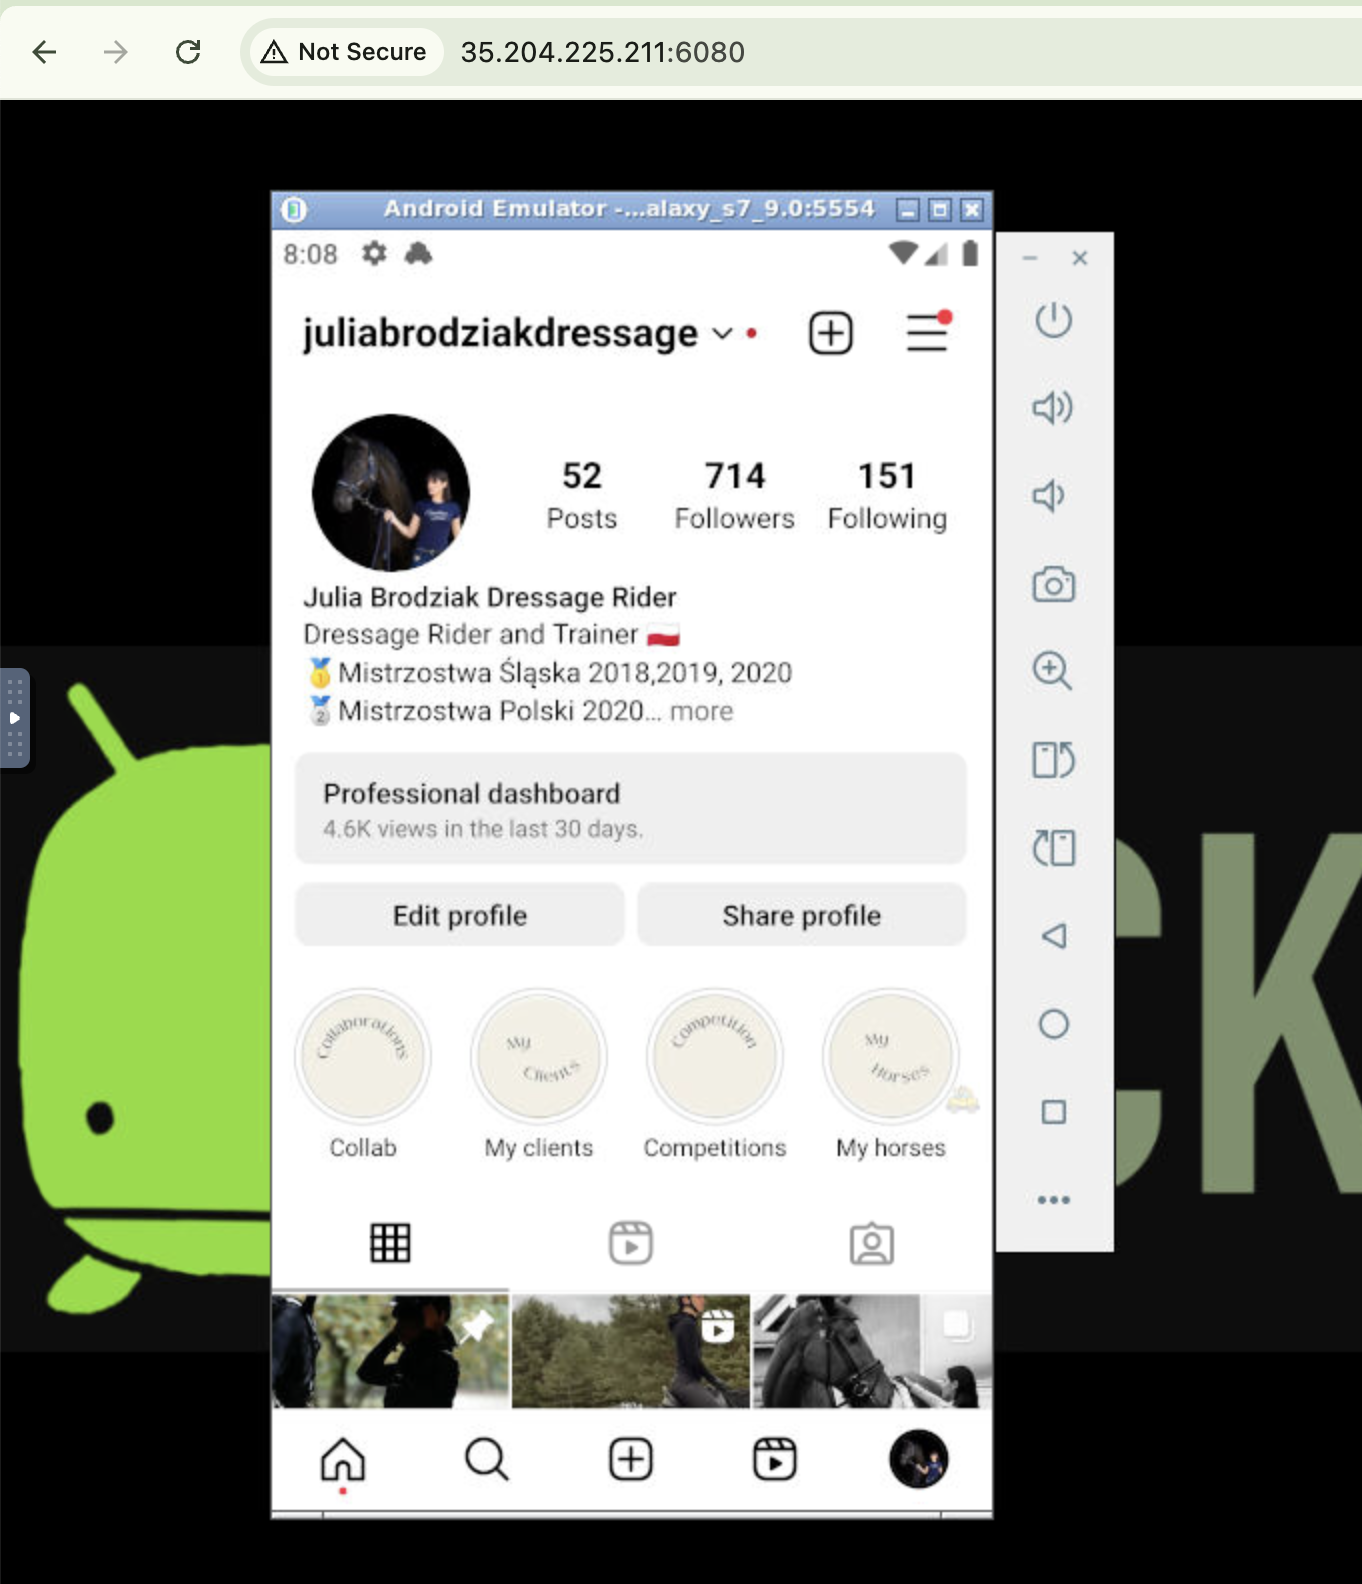 Not Secure 35.204.225.211:6080
Android Emulator -...alaxy_s7_9.0:5554
8:08
juliabrodziakdressage
52 714 151
Posts Followers Following
Julia Brodziak Dressage Rider
Dressage Rider and Trainer 🇵🇱
🥇Mistrzostwa Śląska 2018,2019, 2020
🥈Mistrzostwa Polski 2020... more
Professional dashboard
4.6K views in the last 30 days.
Edit profile Share profile
Collaborations My Clients Competition My Horses
Collab My clients Competitions My horses
CK